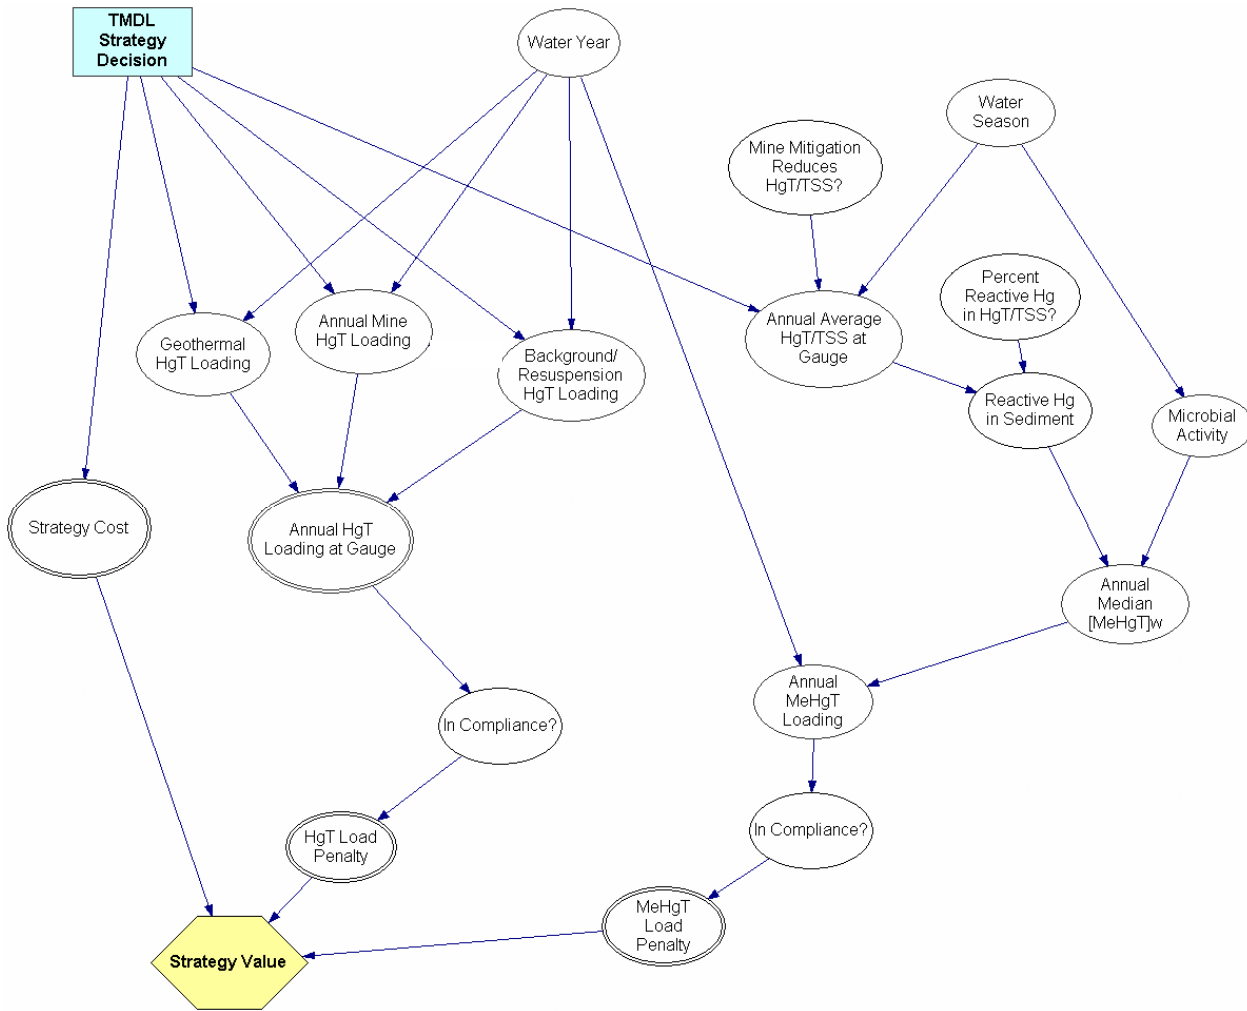 TMDL
Strategy
Decision
Water Year
Water
Season
Mine Mitigation
Reduces
HgT/TSS?
Percent
Reactive Hg
in HgT/TSS?
Annual Average
HgT/TSS at
Gauge
Annual Mine
HgT Loading
Geothermal
HgT Loading
Background/
Resuspension
HgT Loading
Reactive Hg
in Sediment
Microbial
Activity
Strategy Cost
Annual HgT
Loading at Gauge
Annual
Median
[MeHgT]w
Annual
MeHgT
Loading
In Compliance?
In Compliance?
HgT Load
Penalty
MeHgT
Load
Penalty
Strategy Value